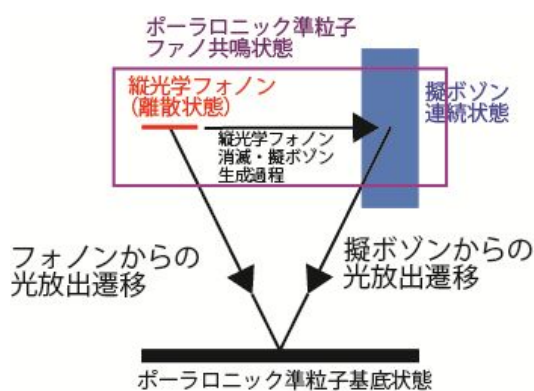 ポーラロニック準粒子
ファノ共鳴状態
縦光学フォノン
(離散状態)
擬ボゾン
連続状態
縦光学フォノン
消滅・擬ボゾン
生成過程
フォノンからの
光放出遷移
擬ボゾンからの
光放出遷移
ポーラロニック準粒子基底状態